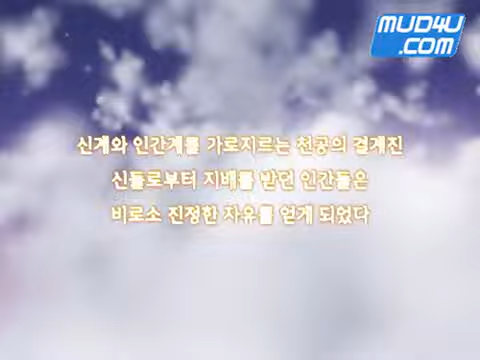 MUD4U
.COM
신계와 인간계를 가로지르는 천공의 결계진
신들로부터 지배를 받던 인간들은
비로소 진정한 자유를 얻게 되었다